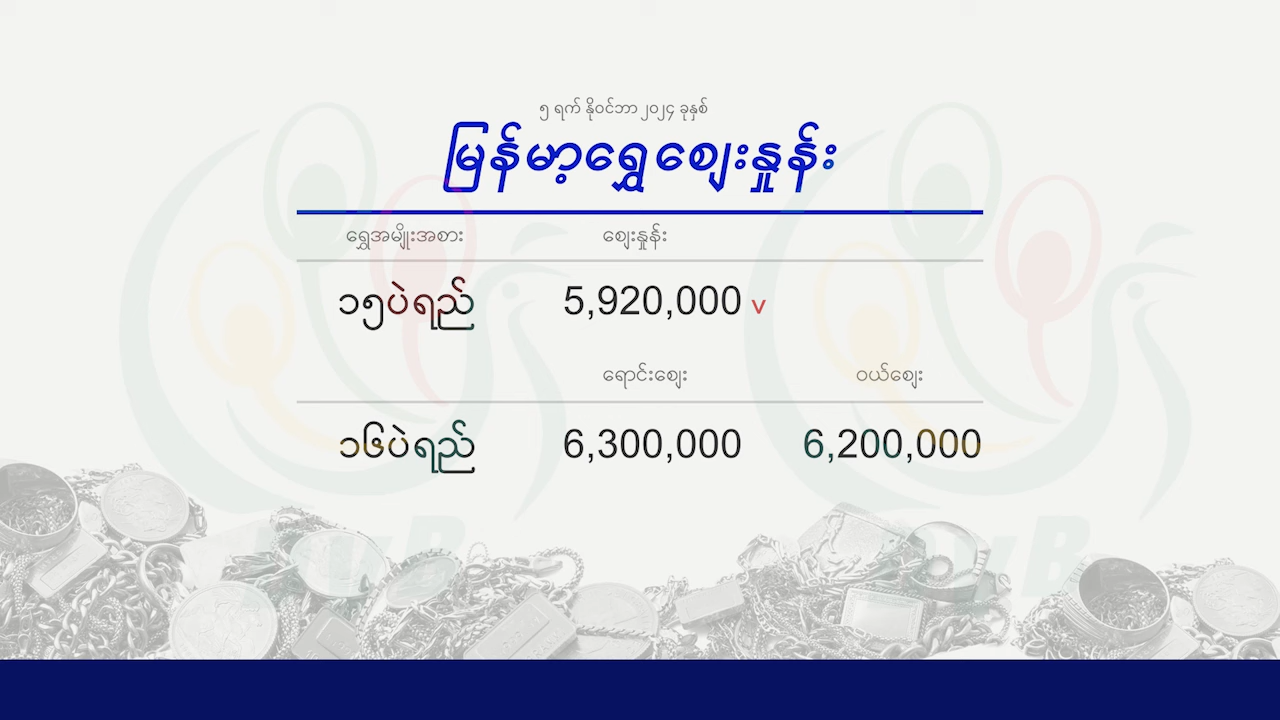 ၅ ရက် နိုဝင်ဘာ ၂၀၂၄ ခုနှစ်
မြန်မာ့ရွှေဈေးနှုန်း
ရွှေအမျိုးအစား ဈေးနှုန်း
၁၅ပဲရည် 5,920,000 v
ရောင်းဈေး ဝယ်ဈေး
၁၆ပဲရည် 6,300,000 6,200,000